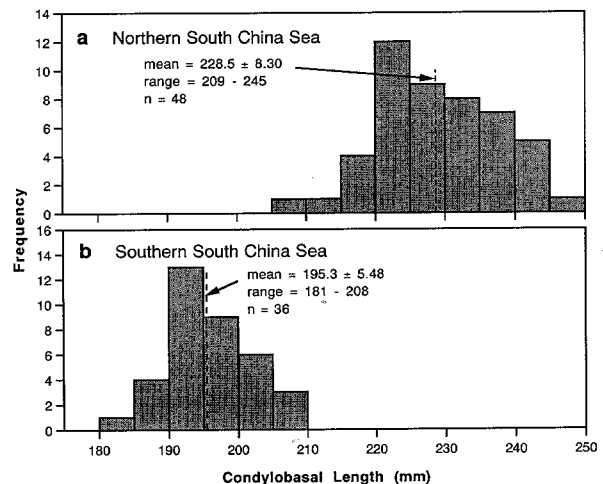 14
12
10
8
6
4
2
0
a Northern South China Sea
mean = 228.5 ± 8.30
range = 209 - 245
n = 48
Frequency
16
14
12
10
8
6
4
2
0
b Southern South China Sea
mean = 195.3 ± 5.48
range = 181 - 208
n = 36
180 190 200 210 220 230 240 250
Condylobasal Length (mm)